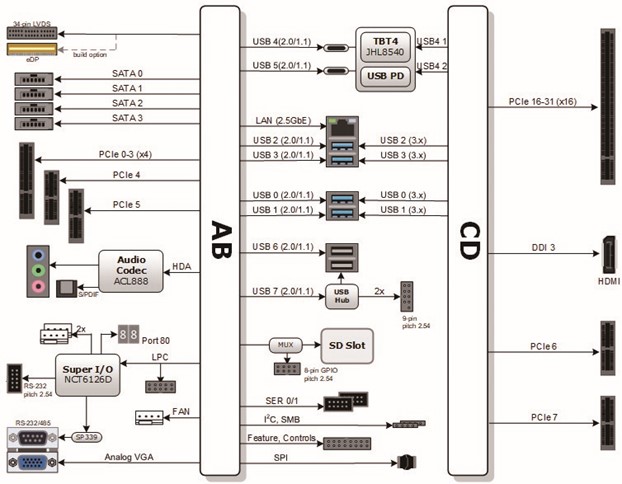 34-pin LVDS
eDP
build option
SATA 0
SATA 1
SATA 2
SATA 3
PCIe 0-3 (x4)
PCIe 4
PCIe 5
Audio
Codec
ACL888
HDA
S/PDIF
2x
88
Port 80
Super I/O
NCT6126D
LPC
RS-232
pitch 2.54
FAN
RS-232/485
SP339
Analog VGA
AB
USB 4(2.0/1.1)
USB 5(2.0/1.1)
TBT4
JHL8540
USB PD
USB4 1
USB4 2
LAN (2.5GbE)
USB 2 (2.0/1.1)
USB 3 (2.0/1.1)
USB 2 (3.x)
USB 3 (3.x)
USB 0 (2.0/1.1)
USB 1 (2.0/1.1)
USB 0 (3.x)
USB 1 (3.x)
USB 6 (2.0/1.1)
USB 7 (2.0/1.1)
USB
Hub
2x
9-pin
pitch 2.54
MUX
SD Slot
8-pin GPIO
pitch 2.54
SER 0/1
I²C, SMB
Feature, Controls
SPI
CD
PCIe 16-31 (x16)
DDI 3
HDMI
PCIe 6
PCIe 7